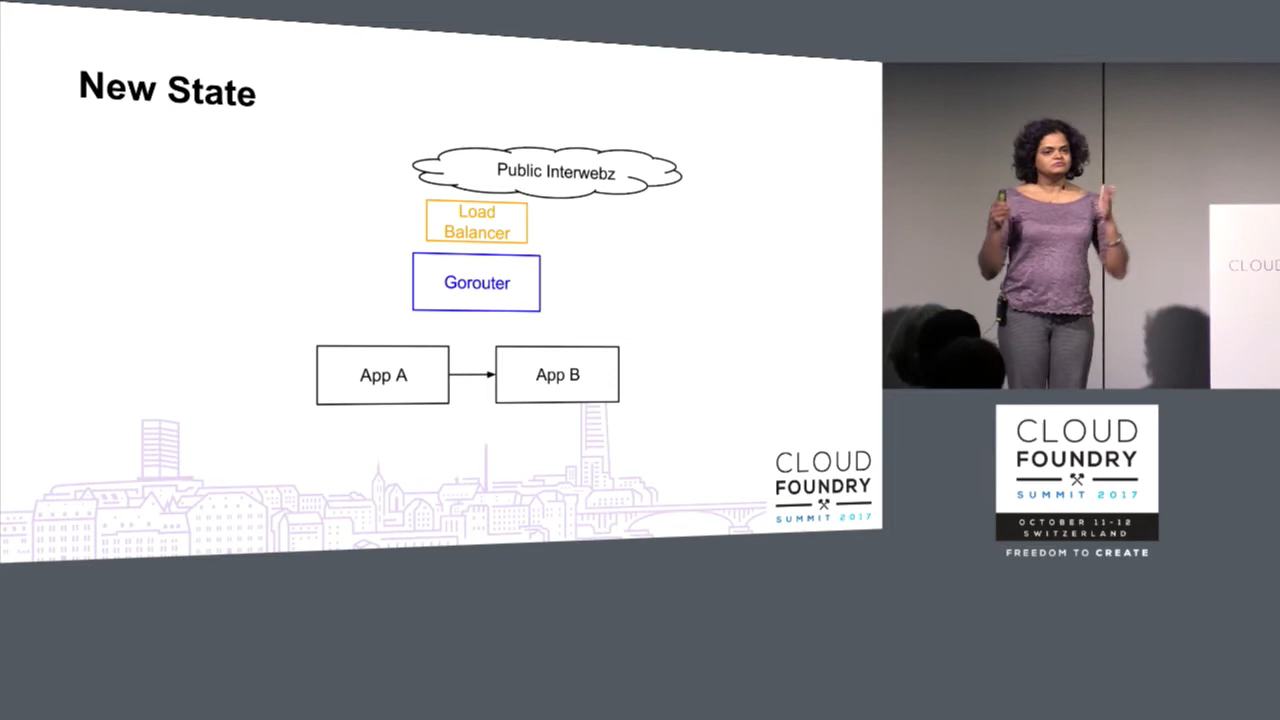 New State
Public Interwebz
Load
Balancer
Gorouter
App A
App B
CLOUD
FOUNDRY
SUMMIT 2017
CLOUD
CLOUD
FOUNDRY
SUMMIT 2017
OCTOBER 11-12
SWITZERLAND
FREEDOM TO CREATE